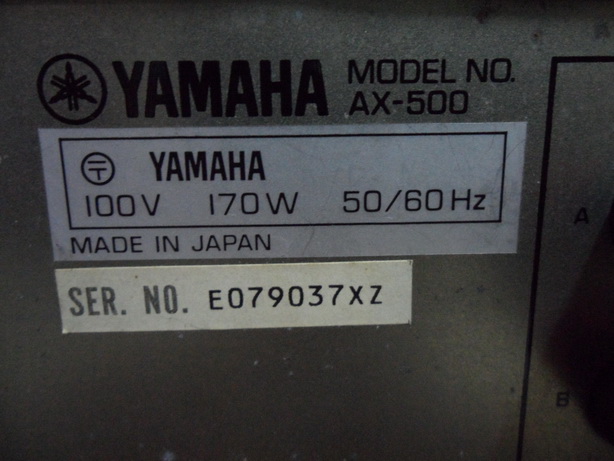 YAMAHA MODEL NO. AX-500
〒 YAMAHA
100V 170W 50/60Hz
MADE IN JAPAN
SER. NO. E079037XZ
A
B